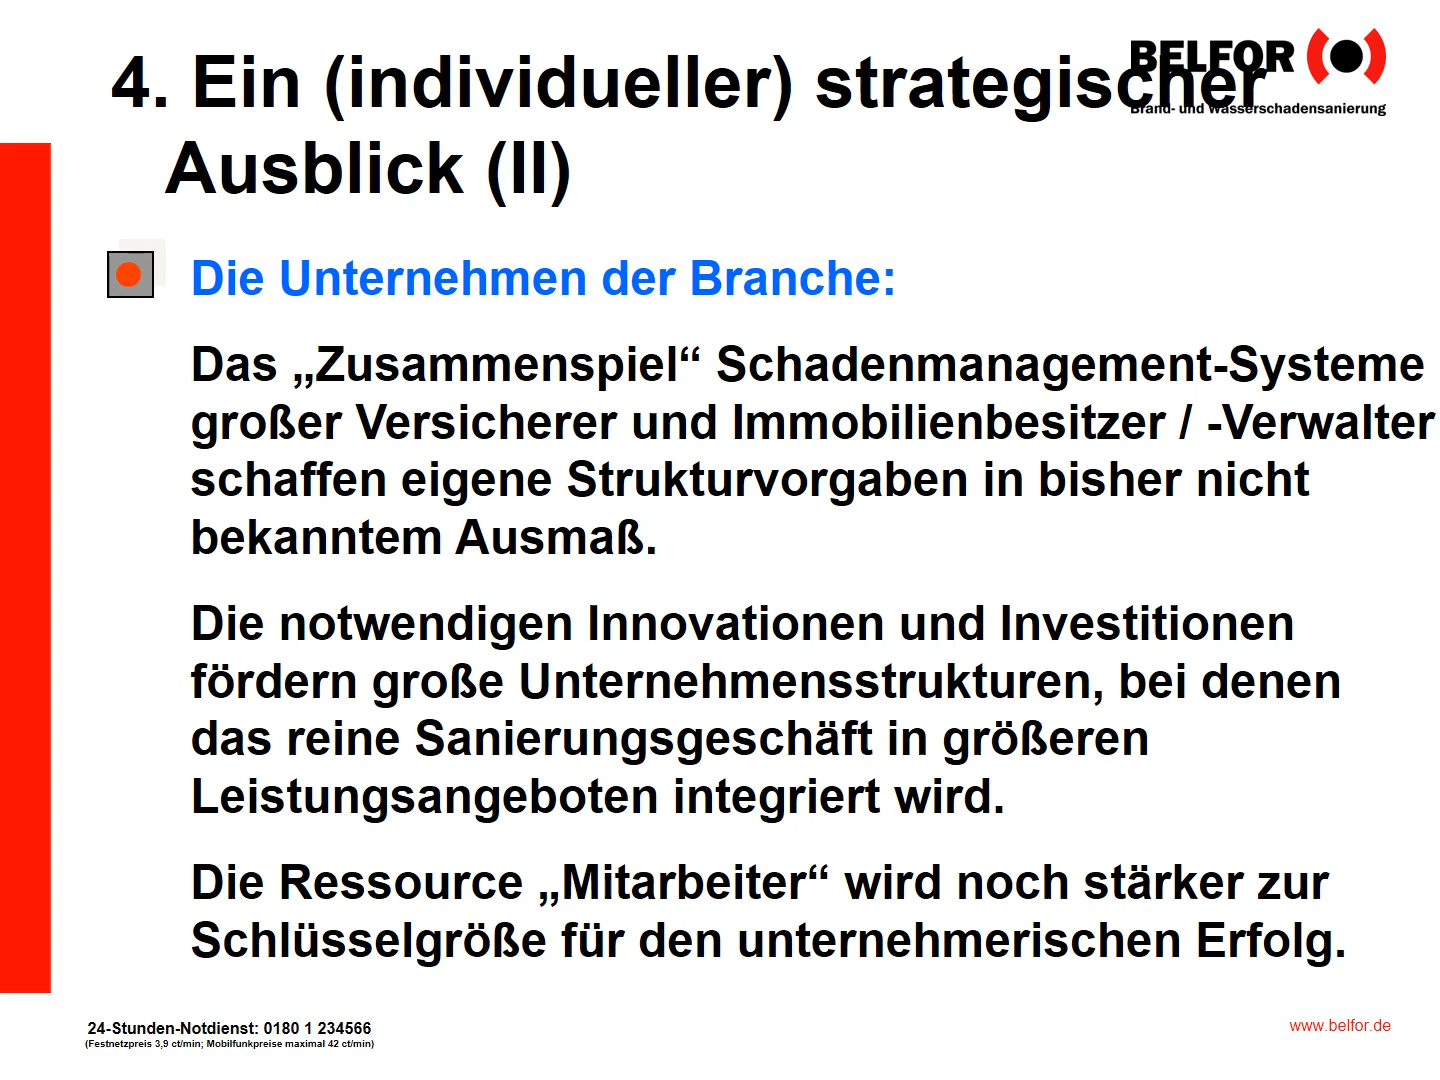 4. Ein (individueller) strategischer
Ausblick (II)
BELFOR
Brand- und Wasserschadensanierung
Die Unternehmen der Branche:
Das „Zusammenspiel“ Schadenmanagement-Systeme
großer Versicherer und Immobilienbesitzer / -Verwalter
schaffen eigene Strukturvorgaben in bisher nicht
bekanntem Ausmaß.
Die notwendigen Innovationen und Investitionen
fördern große Unternehmensstrukturen, bei denen
das reine Sanierungsgeschäft in größeren
Leistungsangeboten integriert wird.
Die Ressource „Mitarbeiter“ wird noch stärker zur
Schlüsselgröße für den unternehmerischen Erfolg.
24-Stunden-Notdienst: 0180 1 234566
(Festnetzpreis 3,9 ct/min; Mobilfunkpreise maximal 42 ct/min)
www.belfor.de